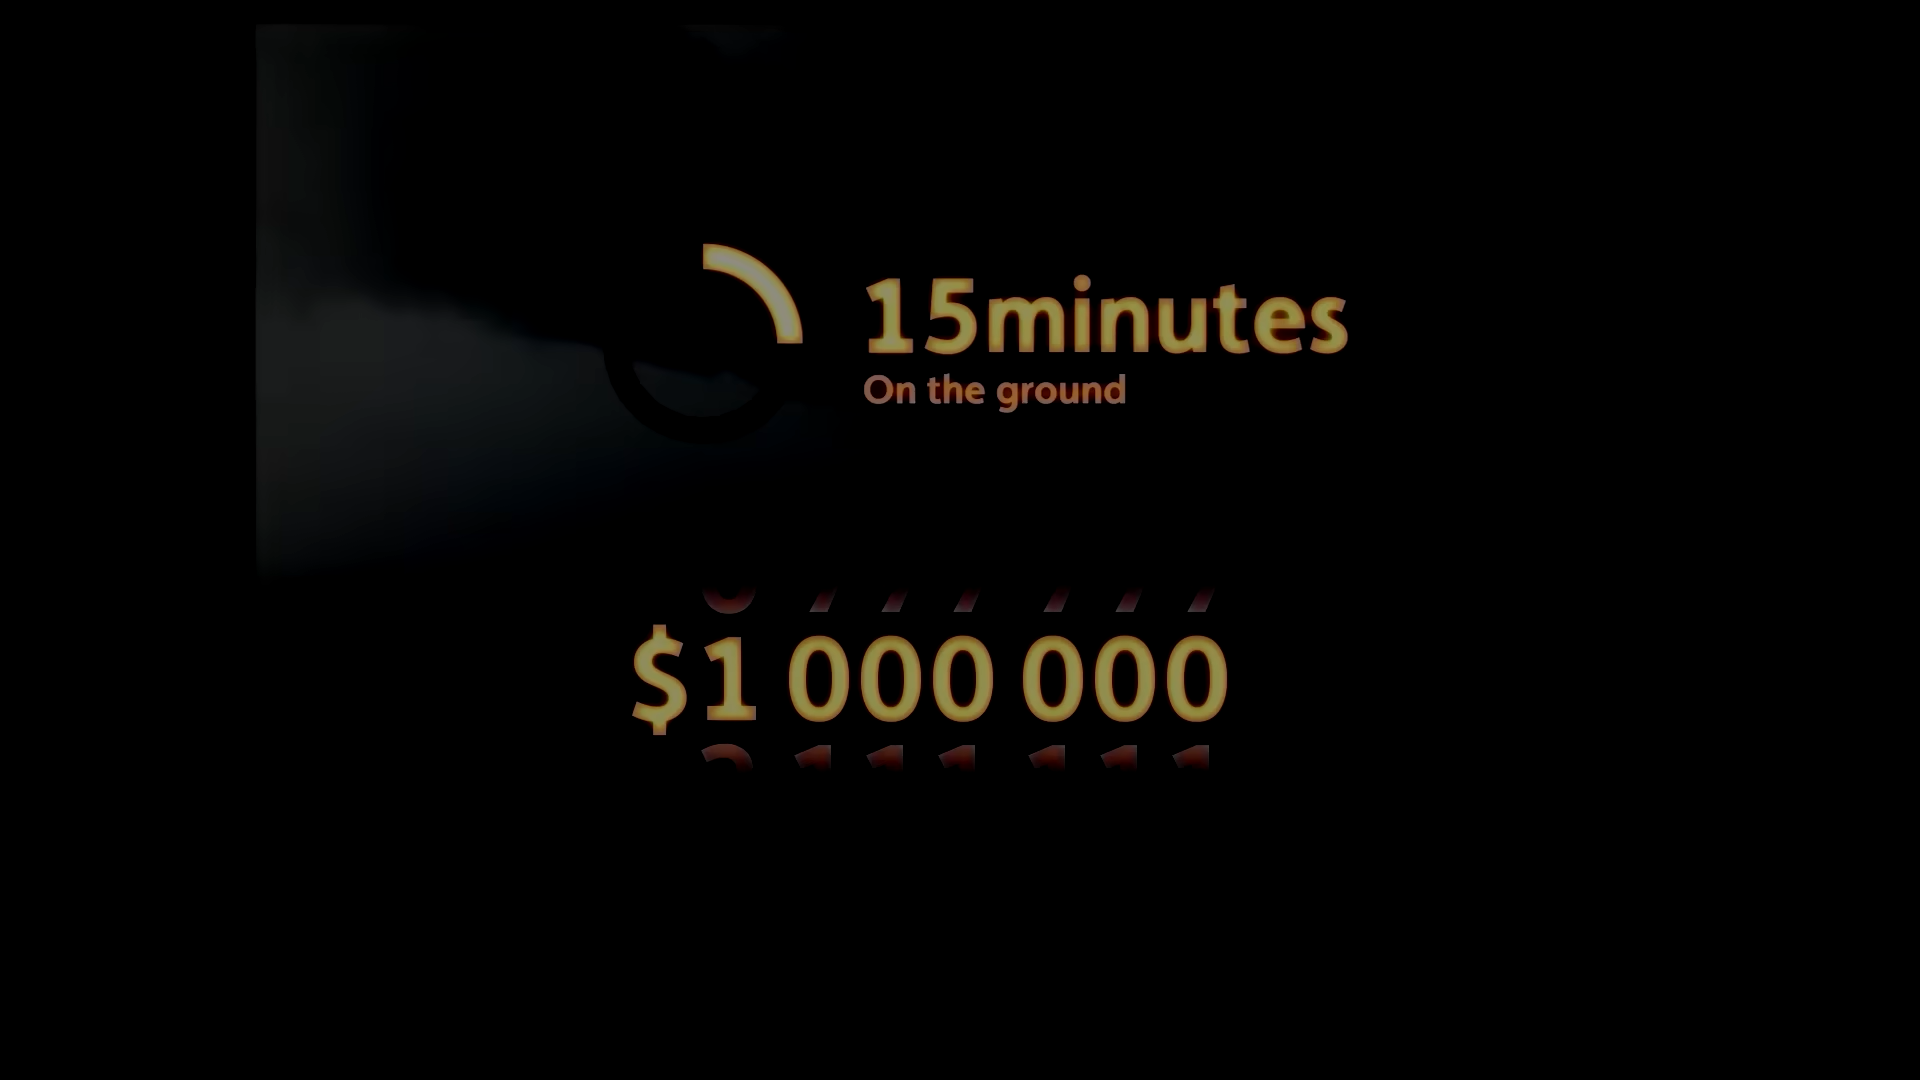 15minutes
On the ground
$1 000 000